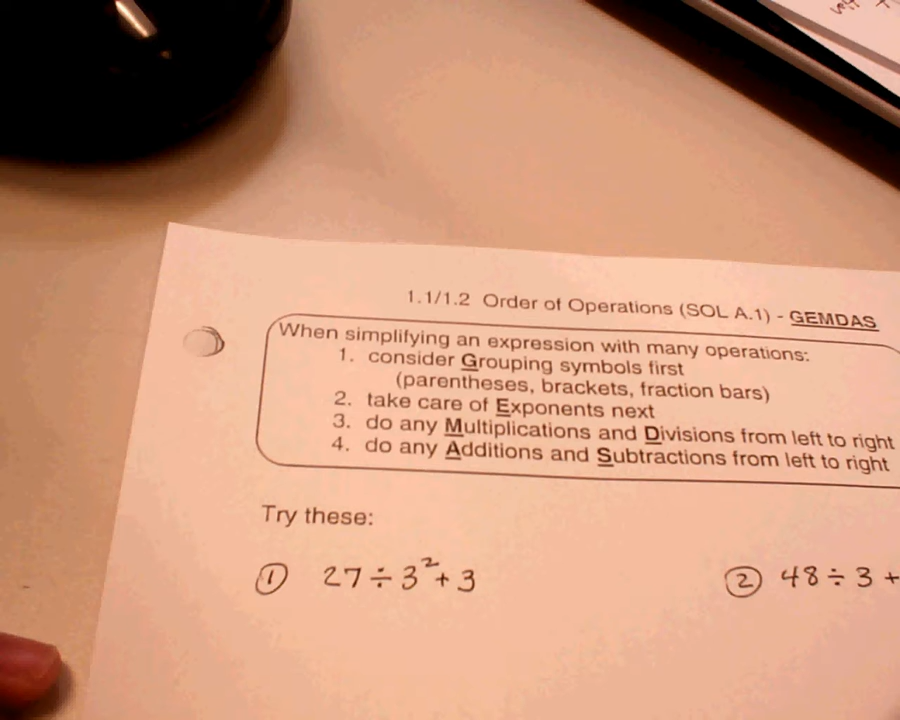 1.1/1.2 Order of Operations (SOL A.1) - GEMDAS
When simplifying an expression with many operations:
1. consider Grouping symbols first
(parentheses, brackets, fraction bars)
2. take care of Exponents next
3. do any Multiplications and Divisions from left to right
4. do any Additions and Subtractions from left to right
Try these:
① 27 ÷ 3² + 3
② 48 ÷ 3 +